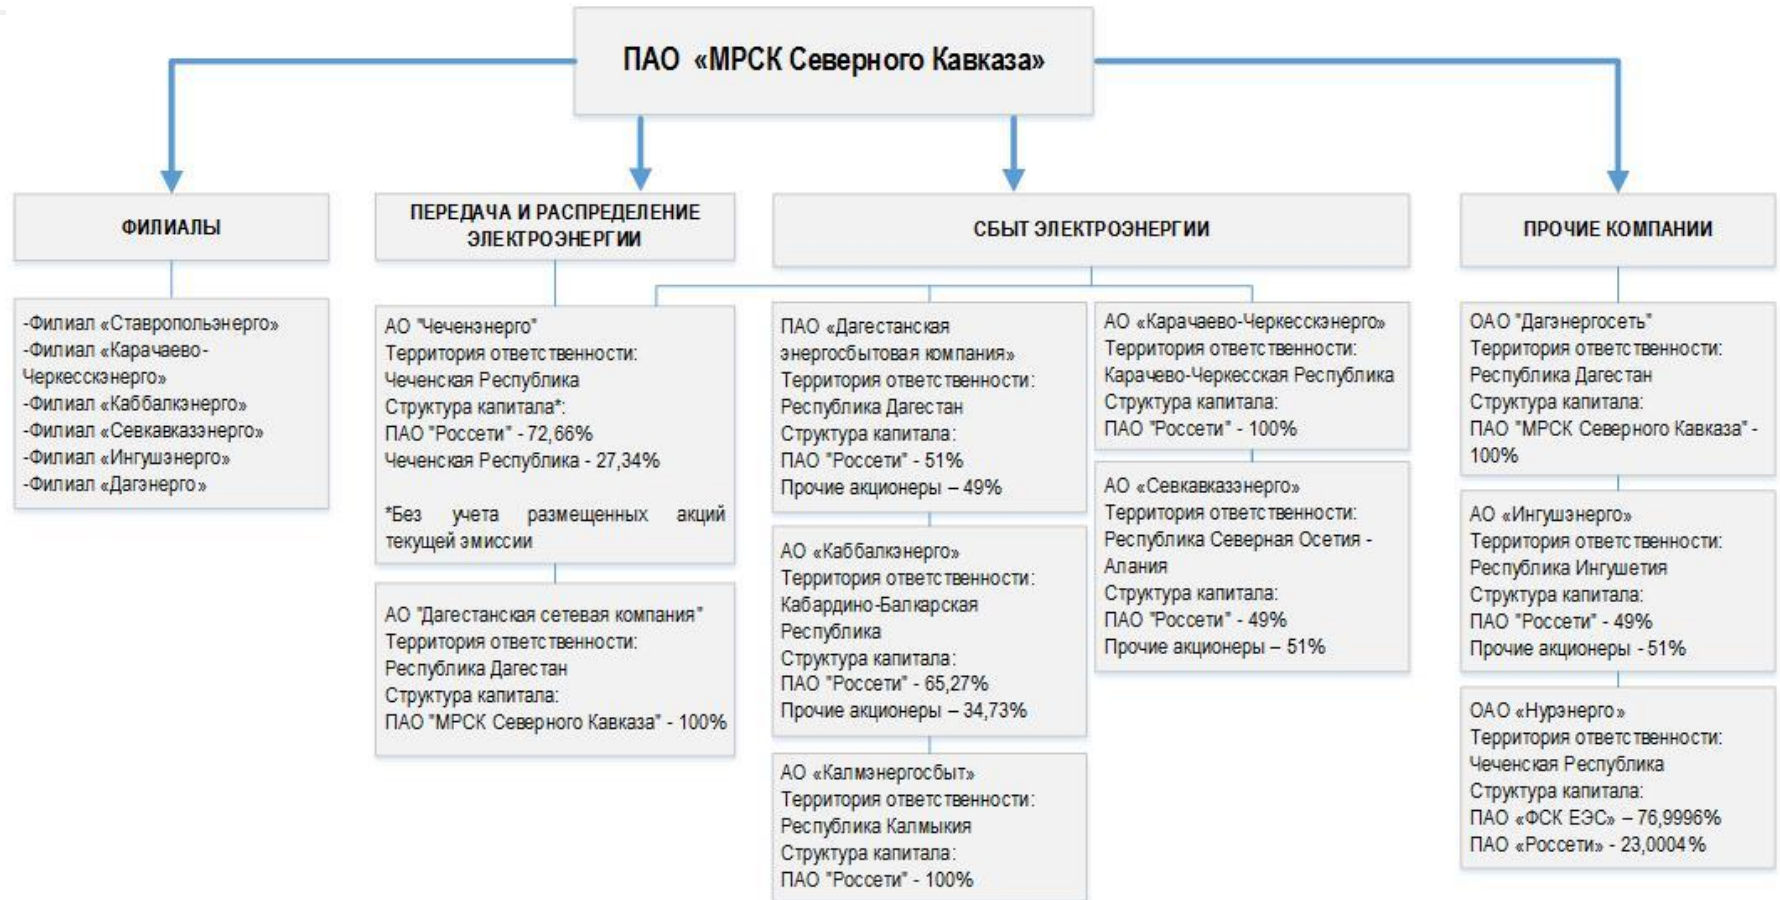 ПАО «МРСК Северного Кавказа»
ФИЛИАЛЫ
-Филиал «Ставропольэнерго»
-Филиал «Карачаево-
Черкесскэнерго»
-Филиал «Каббалкэнерго»
-Филиал «Севкавказэнерго»
-Филиал «Ингушэнерго»
-Филиал «Дагэнерго»
ПЕРЕДАЧА И РАСПРЕДЕЛЕНИЕ
ЭЛЕКТРОЭНЕРГИИ
АО "Чеченэнерго"
Территория ответственности:
Чеченская Республика
Структура капитала*:
ПАО "Россети" - 72,66%
Чеченская Республика - 27,34%
*Без учета размещенных акций
текущей эмиссии
АО "Дагестанская сетевая компания"
Территория ответственности:
Республика Дагестан
Структура капитала:
ПАО "МРСК Северного Кавказа" - 100%
СБЫТ ЭЛЕКТРОЭНЕРГИИ
ПАО «Дагестанская
энергосбытовая компания»
Территория ответственности:
Республика Дагестан
Структура капитала:
ПАО "Россети" - 51%
Прочие акционеры – 49%
АО «Каббалкэнерго»
Территория ответственности:
Кабардино-Балкарская
Республика
Структура капитала:
ПАО "Россети" - 65,27%
Прочие акционеры – 34,73%
АО «Калмэнергосбыт»
Территория ответственности:
Республика Калмыкия
Структура капитала:
ПАО "Россети" - 100%
АО «Карачаево-Черкесскэнерго»
Территория ответственности:
Карачево-Черкесская Республика
Структура капитала:
ПАО "Россети" - 100%
АО «Севкавказэнерго»
Территория ответственности:
Республика Северная Осетия -
Алания
Структура капитала:
ПАО "Россети" - 49%
Прочие акционеры – 51%
ПРОЧИЕ КОМПАНИИ
ОАО "Дагэнергосеть"
Территория ответственности:
Республика Дагестан
Структура капитала:
ПАО "МРСК Северного Кавказа" -
100%
АО «Ингушэнерго»
Территория ответственности:
Республика Ингушетия
Структура капитала:
ПАО "Россети" - 49%
Прочие акционеры - 51%
ОАО «Нурэнерго»
Территория ответственности:
Чеченская Республика
Структура капитала:
ПАО «ФСК ЕЭС» – 76,9996%
ПАО «Россети» - 23,0004%